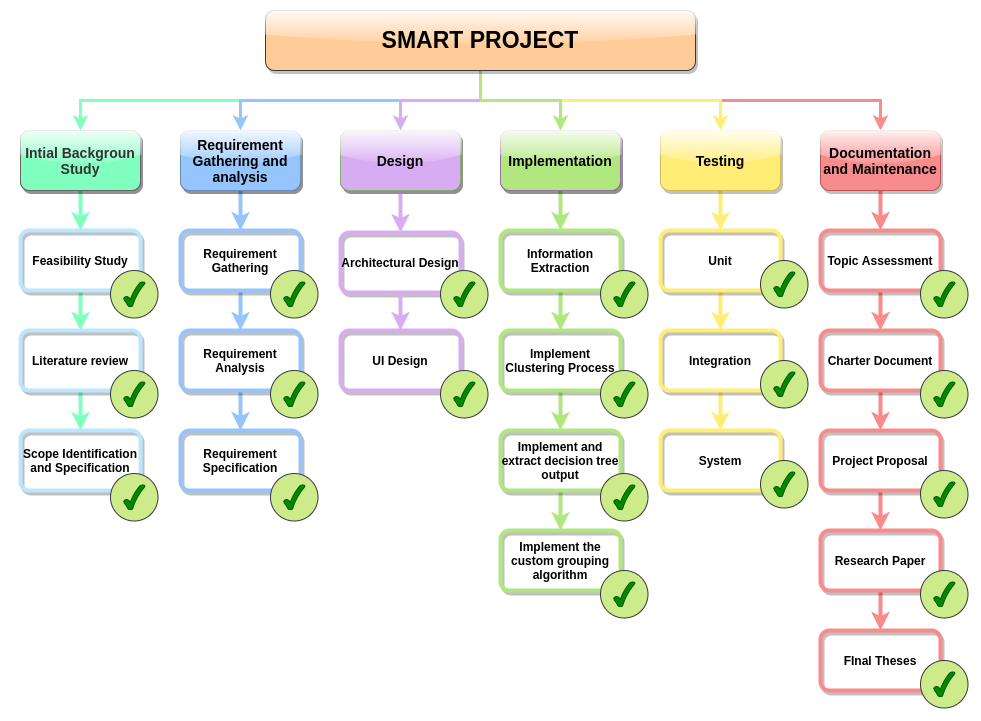 SMART PROJECT
Intial Backgroun
Study
Requirement
Gathering and
analysis
Design
Implementation
Testing
Documentation
and Maintenance
Feasibility Study
Literature review
Scope Identification
and Specification
Requirement
Gathering
Requirement
Analysis
Requirement
Specification
Architectural Design
UI Design
Information
Extraction
Implement
Clustering Process
Implement and
extract decision tree
output
Implement the
custom grouping
algorithm
Unit
Integration
System
Topic Assessment
Charter Document
Project Proposal
Research Paper
FInal Theses